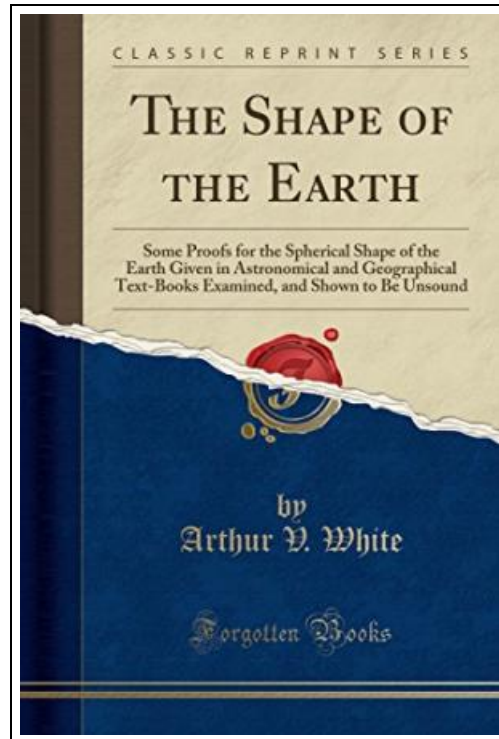 CLASSIC REPRINT SERIES
THE SHAPE OF
THE EARTH
Some Proofs for the Spherical Shape of the
Earth Given in Astronomical and Geographical
Text-Books Examined, and Shown to Be Unsound
by
Arthur V. White
Forgotten Books